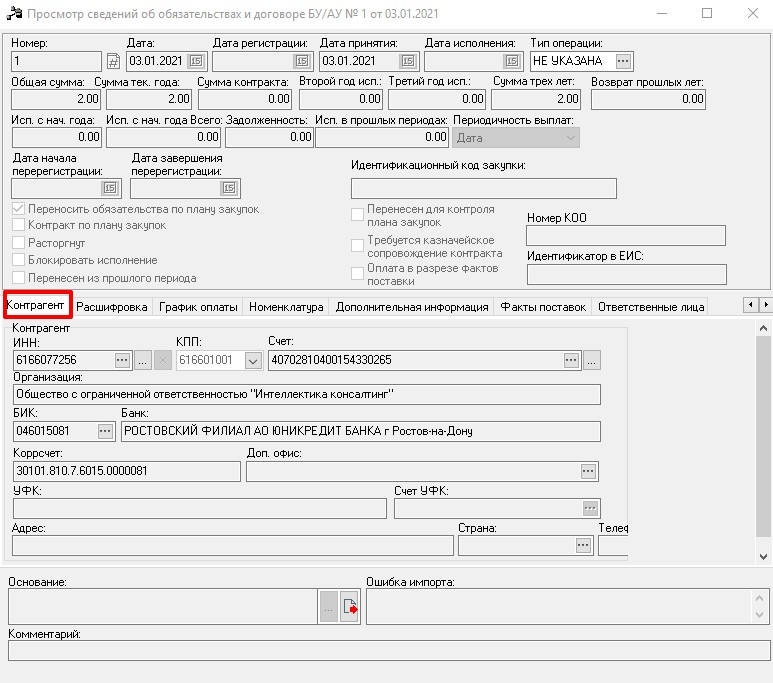 Просмотр сведений об обязательствах и договоре БУ/АУ № 1 от 03.01.2021
Номер: Дата: Дата регистрации: Дата принятия: Дата исполнения: Тип операции:
1 03.01.2021 15 15 03.01.2021 15 15 НЕ УКАЗАНА ...
Общая сумма: Сумма тек. года: Сумма контракта: Второй год исп.: Третий год исп.: Сумма трех лет: Возврат прошлых лет:
2.00 2.00 0.00 0.00 0.00 2.00 0.00
Исп. с нач. года: Исп. с нач. года Всего: Задолженность: Исп. в прошлых периодах: Периодичность выплат:
0.00 0.00 0.00 0.00 Дата
Дата начала перерегистрации: Дата завершения перерегистрации: Идентификационный код закупки:
15 15
Переносить обязательства по плану закупок
Контракт по плану закупок
Расторгнут
Блокировать исполнение
Перенесен из прошлого периода
Перенесен для контроля
плана закупок
Требуется казначейское
сопровождение контракта
Оплата в разрезе фактов
поставки
Номер КОО
Идентификатор в ЕИС:
Контрагент Расшифровка График оплаты Номенклатура Дополнительная информация Факты поставок Ответственные лица
Контрагент
ИНН: КПП: Счет:
6166077256 ... ... 616601001 40702810400154330265 ... ...
Организация:
Общество с ограниченной ответственностью "Интеллектика консалтинг"
БИК: Банк:
046015081 ... РОСТОВСКИЙ ФИЛИАЛ АО ЮНИКРЕДИТ БАНКА г Ростов-на-Дону
Коррсчет: Доп. офис:
30101.810.7.6015.0000081 ...
УФК: Счет УФК:
...
Адрес: Страна: Телеф
...
Основание: Ошибка импорта:
...
Комментарий: